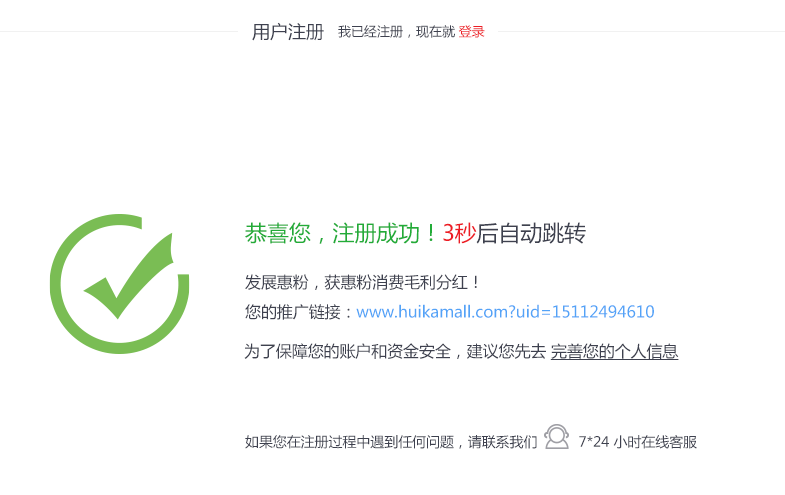 用户注册 我已经注册，现在就 登录
恭喜您，注册成功！3秒后自动跳转
发展惠粉，获惠粉消费毛利分红！
您的推广链接：www.huikamall.com?uid=15112494610
为了保障您的账户和资金安全，建议您先去 完善您的个人信息
如果您在注册过程中遇到任何问题，请联系我们 7*24 小时在线客服